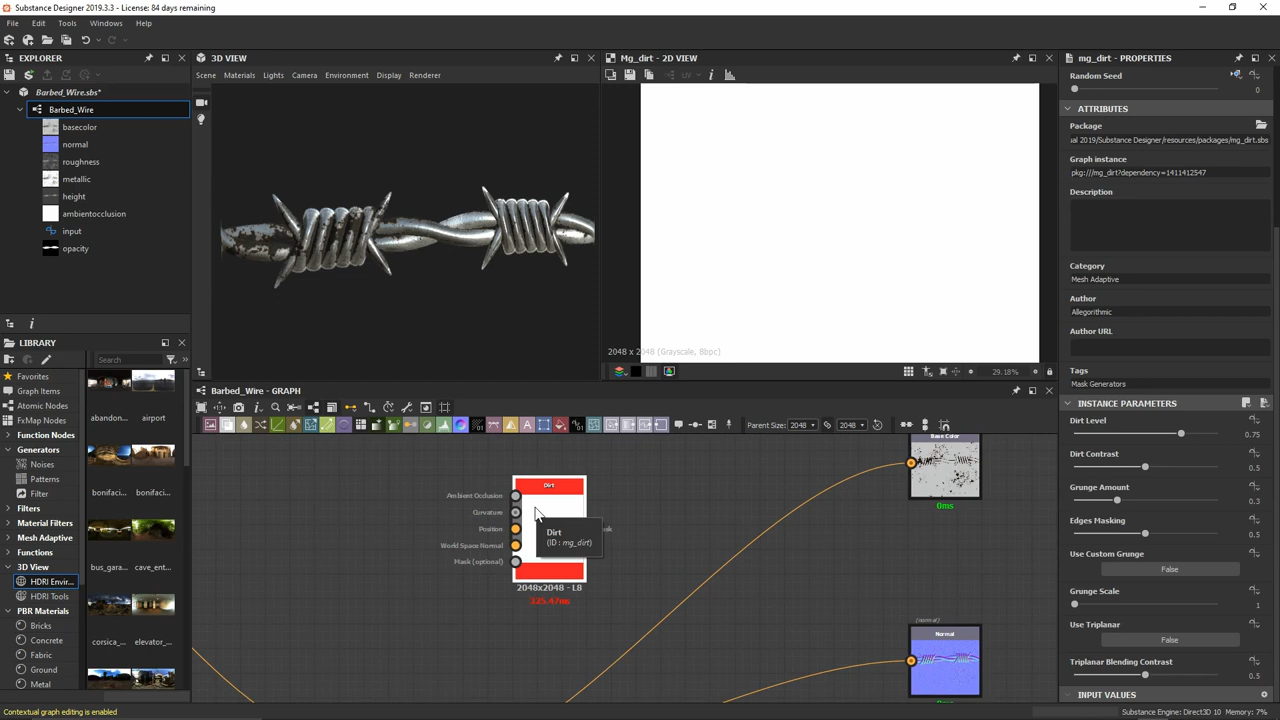 Substance Designer 2019.3.3 - License: 84 days remaining
File Edit Tools Windows Help
EXPLORER
Barbed_Wire.sbs*
Barbed_Wire
basecolor
normal
roughness
metallic
height
ambientocclusion
input
opacity
3D VIEW
Scene Materials Lights Camera Environment Display Renderer
Mg_dirt - 2D VIEW
UV
2048 x 2048 (Grayscale, 8bpc)
29.18%
LIBRARY
Search
Favorites
Graph Items
Atomic Nodes
FxMap Nodes
Function Nodes
Generators
Noises
Patterns
Filter
Filters
Material Filters
Mesh Adaptive
Functions
3D View
HDRI Envir...
HDRI Tools
PBR Materials
Bricks
Concrete
Fabric
Ground
Metal
abandon...
airport
bonifaci...
bonifaci...
bus_gara...
cave_ent...
corsica_...
elevator_...
Barbed_Wire - GRAPH
Parent Size: 2048 2048
Dirt
Ambient Occlusion
Curvature
Position
World Space Normal
Mask (optional)
Dirt
(ID : mg_dirt)
2048x2048 - L8
325.47ms
Base Color
0ms
(normal)
Normal
mg_dirt - PROPERTIES
Random Seed
0
ATTRIBUTES
Package
ial 2019/Substance Designer/resources/packages/mg_dirt.sbs
Graph instance
pkg:///mg_dirt?dependency=1411412547
Description
Category
Mesh Adaptive
Author
Allegorithmic
Author URL
Tags
Mask Generators
INSTANCE PARAMETERS
Dirt Level
0.75
Dirt Contrast
0.5
Grunge Amount
0.3
Edges Masking
0.5
Use Custom Grunge
False
Grunge Scale
1
Use Triplanar
False
Triplanar Blending Contrast
0.5
INPUT VALUES
Contextual graph editing is enabled
Substance Engine: Direct3D 10 Memory: 7%